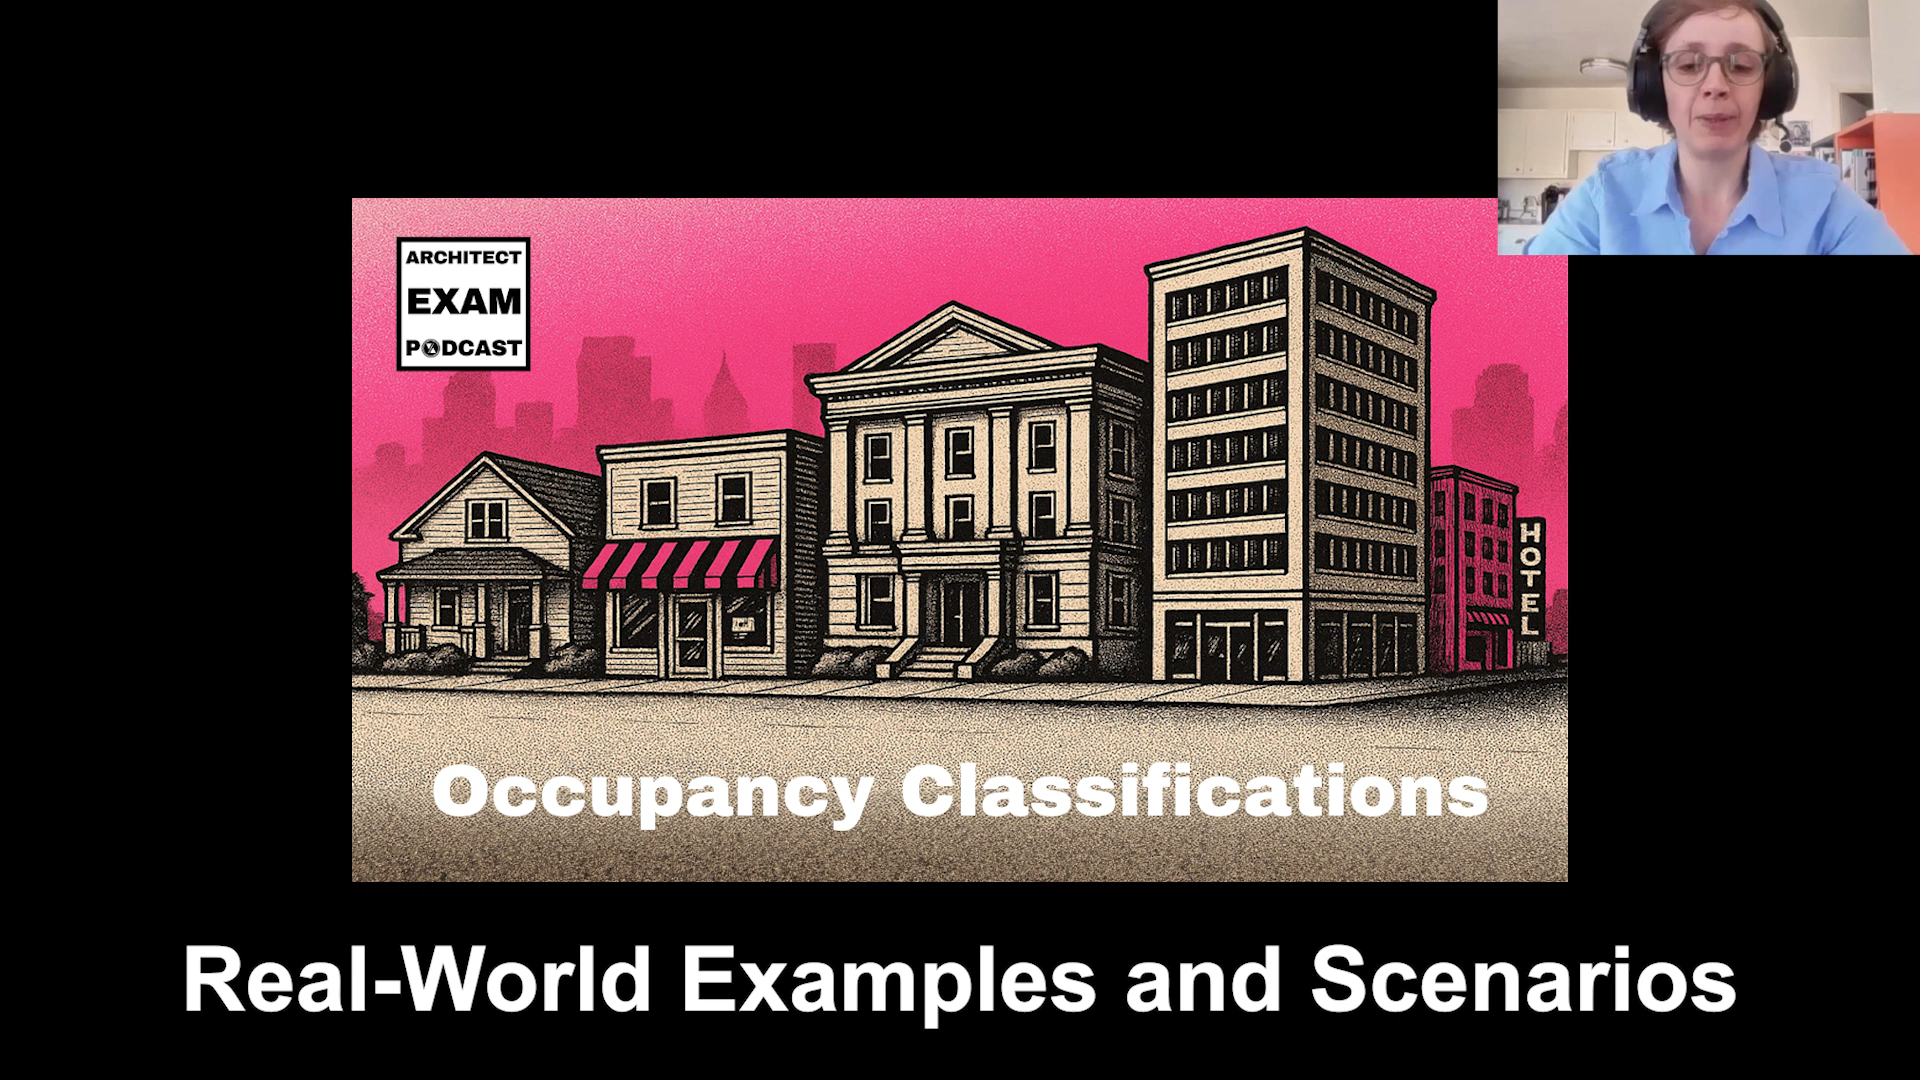 ARCHITECT
EXAM
PODCAST
HOTEL
Occupancy Classifications
Real-World Examples and Scenarios